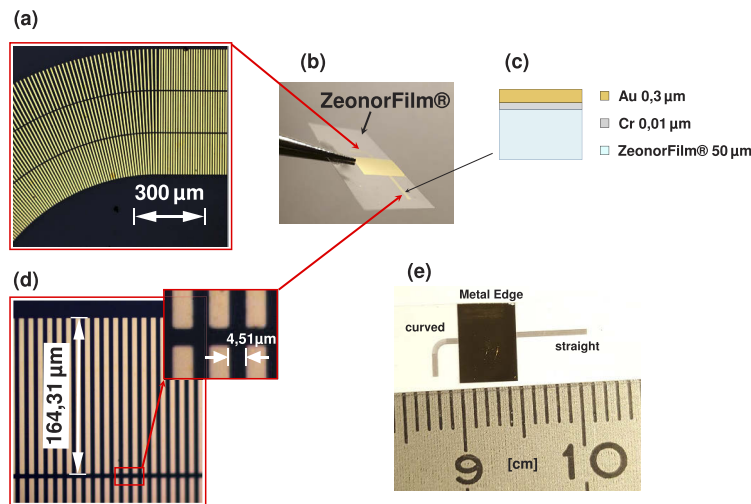 (a)
300 µm
(b)
ZeonorFilm®
(c)
Au 0,3 µm
Cr 0,01 µm
ZeonorFilm® 50 µm
(d)
164,31 µm
4,51µm
(e)
Metal Edge
curved
straight
9 [cm] 10